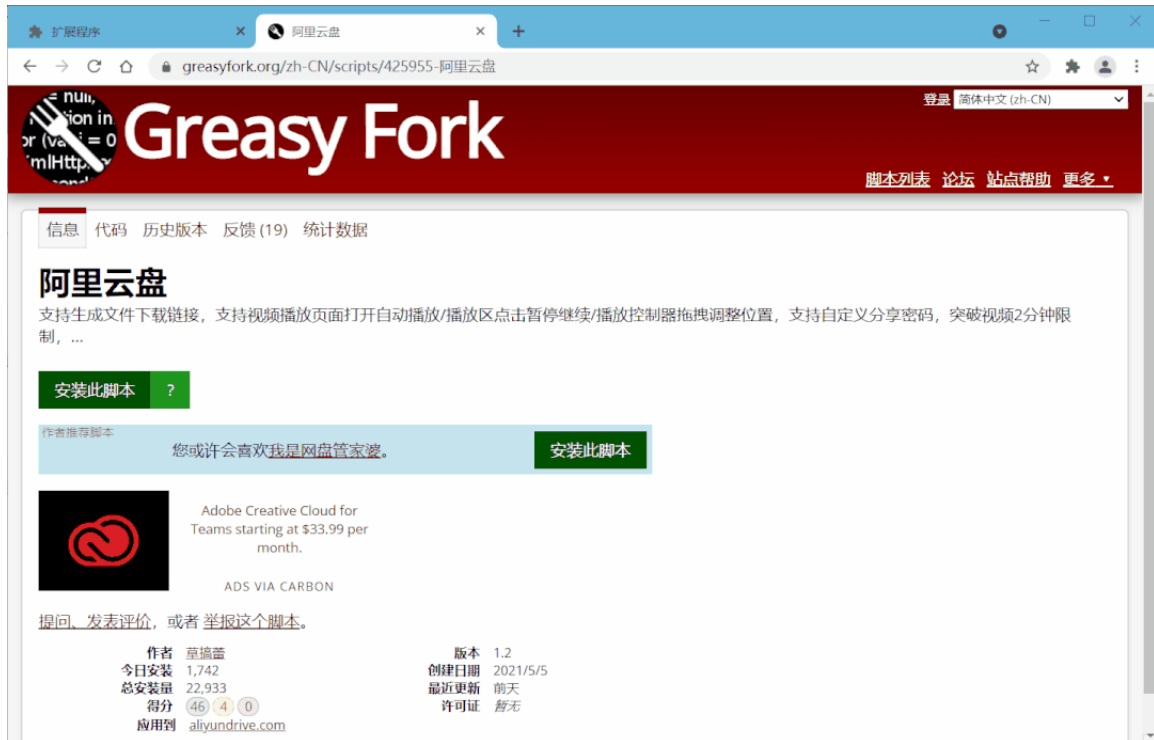 扩展程序
阿里云盘
greasyfork.org/zh-CN/scripts/425955-阿里云盘
= null,
tion in
or (va i = 0
mlHttp
Greasy Fork
登录 简体中文 (zh-CN)
脚本列表 论坛 站点帮助 更多
信息 代码 历史版本 反馈 (19) 统计数据
阿里云盘
支持生成文件下载链接，支持视频播放页面打开自动播放/播放区点击暂停继续/播放控制器拖拽调整位置，支持自定义分享密码，突破视频2分钟限
制，...
安装此脚本 ?
作者推荐脚本
您或许会喜欢我是网盘管家婆。 安装此脚本
Adobe Creative Cloud for
Teams starting at $33.99 per
month.
ADS VIA CARBON
提问、发表评价，或者 举报这个脚本。
作者 草搞蕾 版本 1.2
今日安装 1,742 创建日期 2021/5/5
总安装量 22,933 最近更新 前天
得分 46 4 0 许可证 暂无
应用到 aliyundrive.com